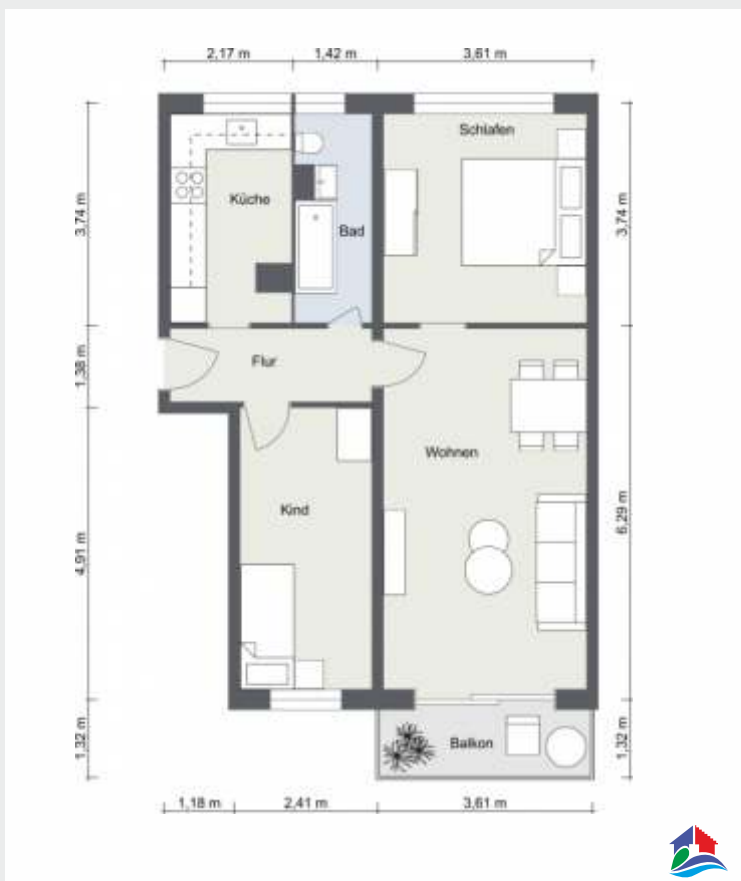 2,17 m
1,42 m
3,61 m
Schlafen
Küche
3,74 m
3,74 m
Bad
Flur
1,38 m
Wohnen
Kind
6,29 m
4,91 m
Balkon
1,32 m
1,32 m
1,18 m
2,41 m
3,61 m